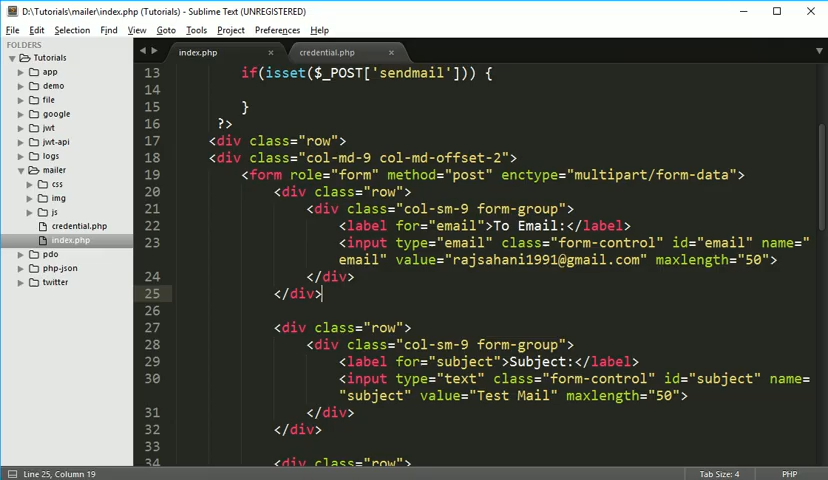 D:\Tutorials\mailer\index.php (Tutorials) - Sublime Text (UNREGISTERED)
File Edit Selection Find View Goto Tools Project Preferences Help
FOLDERS
Tutorials
app
demo
file
google
jwt
jwt-api
logs
mailer
css
img
js
credential.php
index.php
pdo
php-json
twitter
index.php × credential.php ×
13 if(isset($_POST['sendmail'])) {
14
15 }
16 ?>
17 <div class="row">
18 <div class="col-md-9 col-md-offset-2">
19 <form role="form" method="post" enctype="multipart/form-data">
20 <div class="row">
21 <div class="col-sm-9 form-group">
22 <label for="email">To Email:</label>
23 <input type="email" class="form-control" id="email" name="
email" value="rajsahani1991@gmail.com" maxlength="50">
24 </div>
25 </div>
26
27 <div class="row">
28 <div class="col-sm-9 form-group">
29 <label for="subject">Subject:</label>
30 <input type="text" class="form-control" id="subject" name=
"subject" value="Test Mail" maxlength="50">
31 </div>
32 </div>
33
34 <div class="row">
Line 25, Column 19 Tab Size: 4 PHP